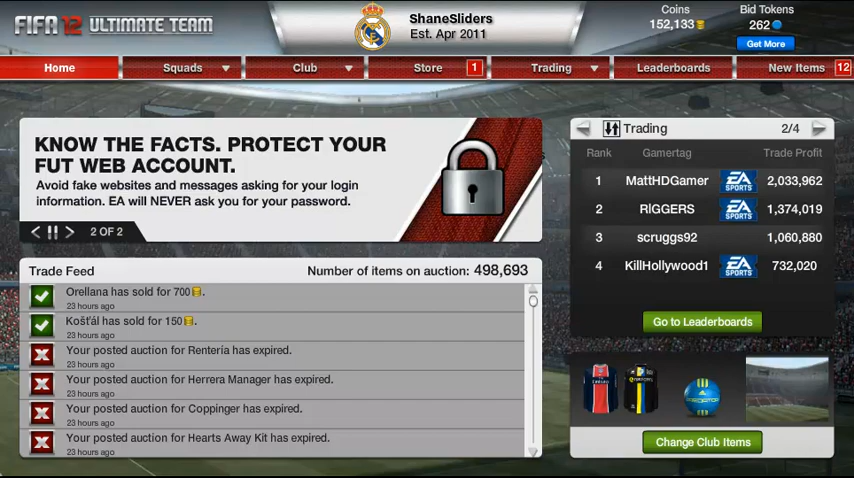 FIFA 12 ULTIMATE TEAM
ShaneSliders
Est. Apr 2011
Coins
152,133
Bid Tokens
262
Get More
Home
Squads
Club
Store 1
Trading
Leaderboards
New Items 12
KNOW THE FACTS. PROTECT YOUR
FUT WEB ACCOUNT.
Avoid fake websites and messages asking for your login
information. EA will NEVER ask you for your password.
2 OF 2
Trade Feed
Number of items on auction: 498,693
Orellana has sold for 700.
23 hours ago
Košťál has sold for 150.
23 hours ago
Your posted auction for Rentería has expired.
23 hours ago
Your posted auction for Herrera Manager has expired.
23 hours ago
Your posted auction for Coppinger has expired.
23 hours ago
Your posted auction for Hearts Away Kit has expired.
23 hours ago
Trading 2/4
Rank Gamertag Trade Profit
1 MattHDGamer EA SPORTS 2,033,962
2 RIGGERS EA SPORTS 1,374,019
3 scruggs92 1,060,880
4 KillHollywood1 EA SPORTS 732,020
Go to Leaderboards
Change Club Items